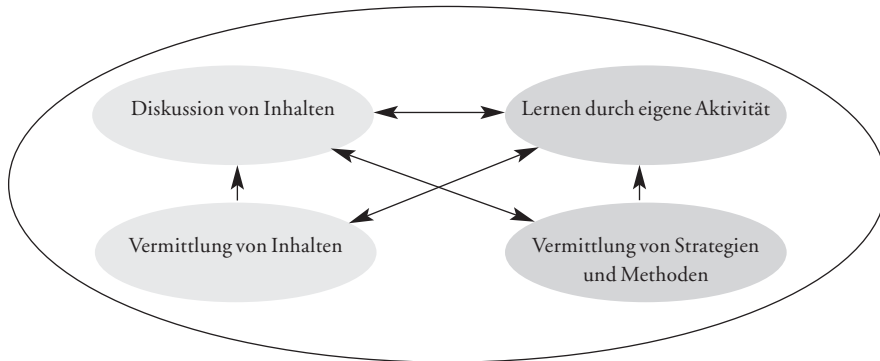 Diskussion von Inhalten
Lernen durch eigene Aktivität
Vermittlung von Inhalten
Vermittlung von Strategien
und Methoden